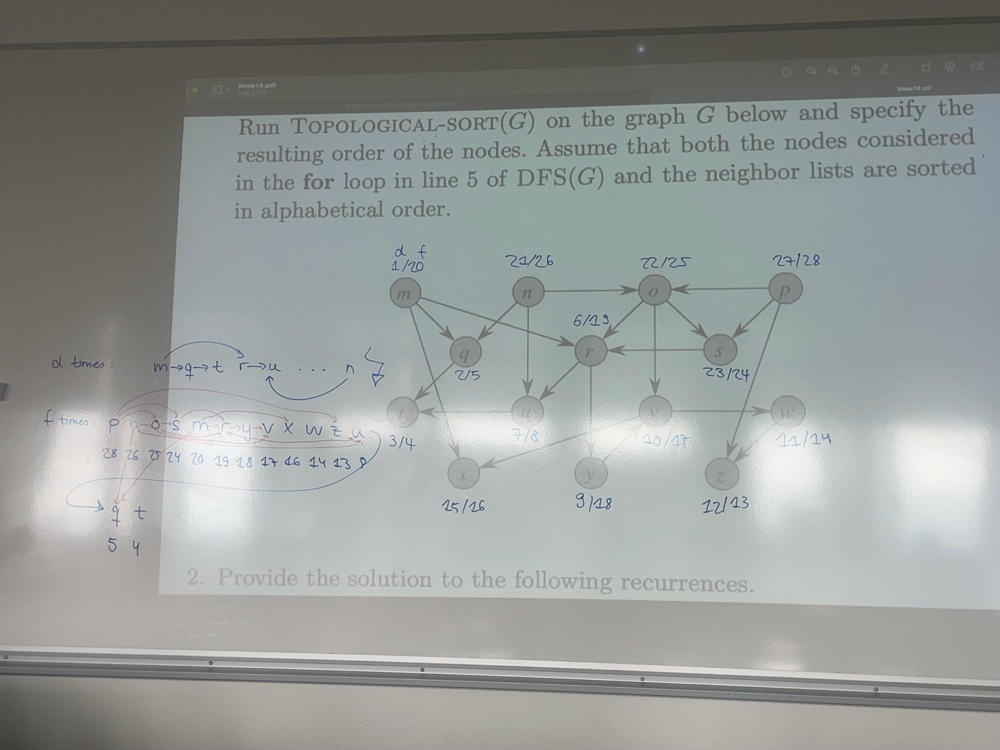 Week14.pdf
Page 1 of 4
Week14.pdf
Run TOPOLOGICAL-SORT(G) on the graph G below and specify the
resulting order of the nodes. Assume that both the nodes considered
in the for loop in line 5 of DFS(G) and the neighbor lists are sorted
in alphabetical order.
d f
1/20 21/26 22/25 27/28
m n o p
6/19
q r s
2/5 23/24
d times: m→q→t r→u ... n
t u v w
f times: p n o→s m→r→y→v x w z u
3/4 7/8 10/17 11/14
28 26 25 24 20 19 18 17 16 14 13 8
x y z
15/16 9/18 12/13
q t
5 4
2. Provide the solution to the following recurrences.